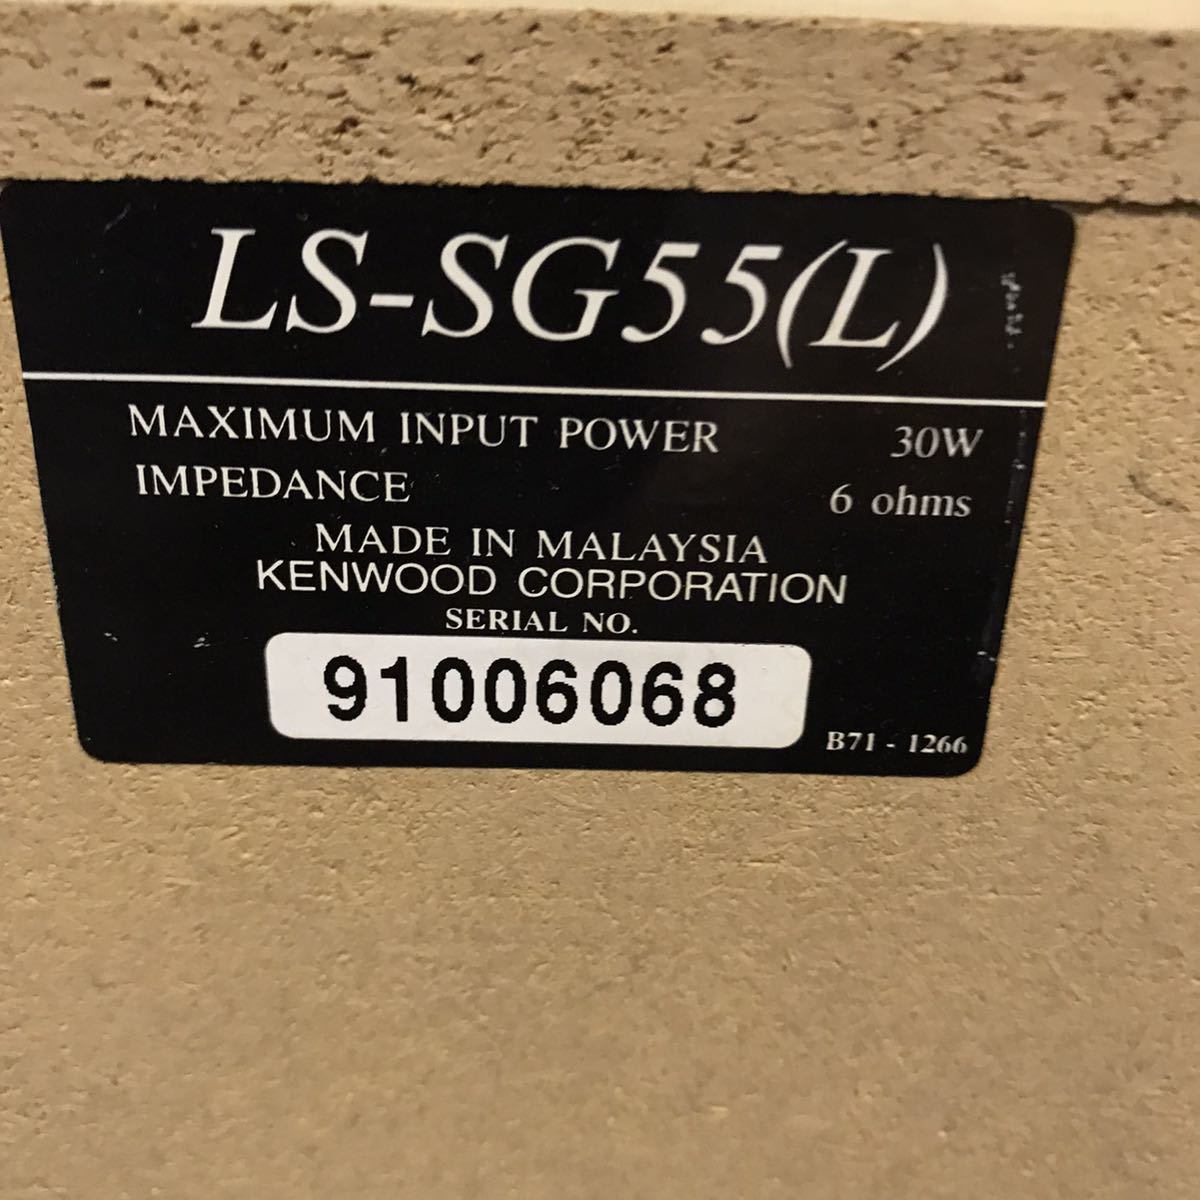 LS-SG55(L)
MAXIMUM INPUT POWER 30W
IMPEDANCE 6 ohms
MADE IN MALAYSIA
KENWOOD CORPORATION
SERIAL NO.
91006068
B71 - 1266